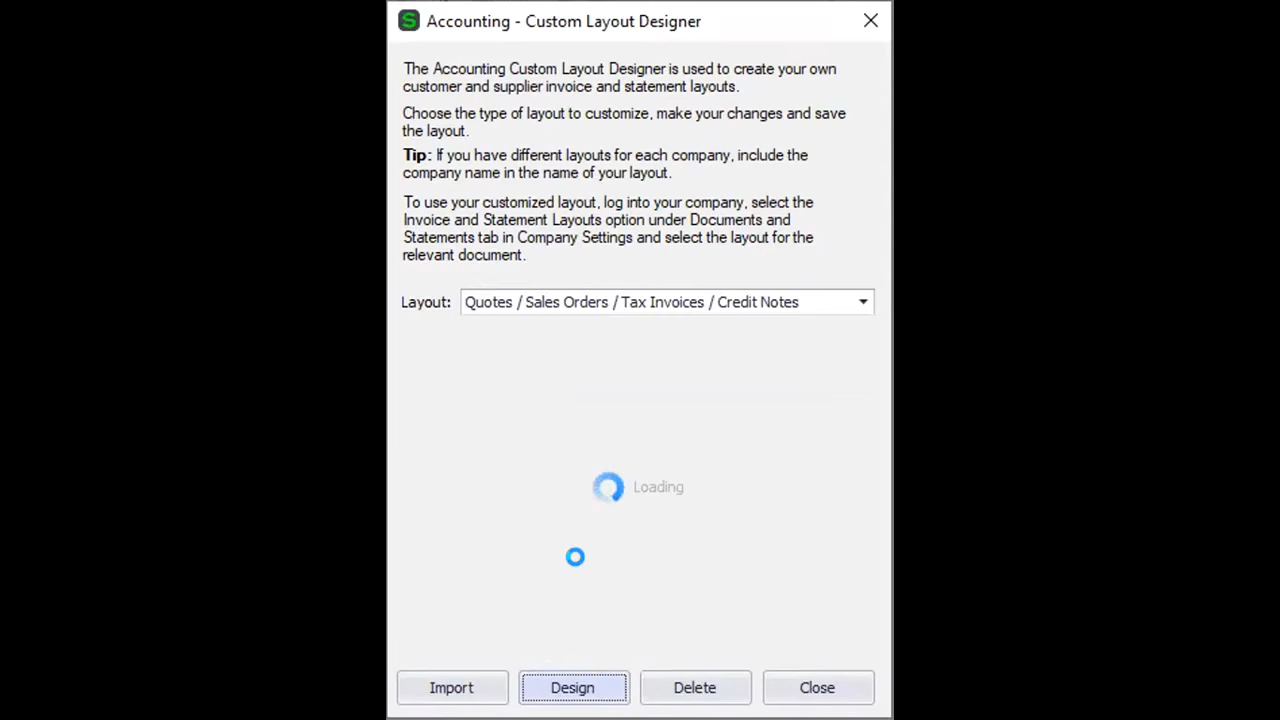 S Accounting - Custom Layout Designer
The Accounting Custom Layout Designer is used to create your own
customer and supplier invoice and statement layouts.
Choose the type of layout to customize, make your changes and save
the layout.
Tip: If you have different layouts for each company, include the
company name in the name of your layout.
To use your customized layout, log into your company, select the
Invoice and Statement Layouts option under Documents and
Statements tab in Company Settings and select the layout for the
relevant document.
Layout: Quotes / Sales Orders / Tax Invoices / Credit Notes
Loading
Import Design Delete Close